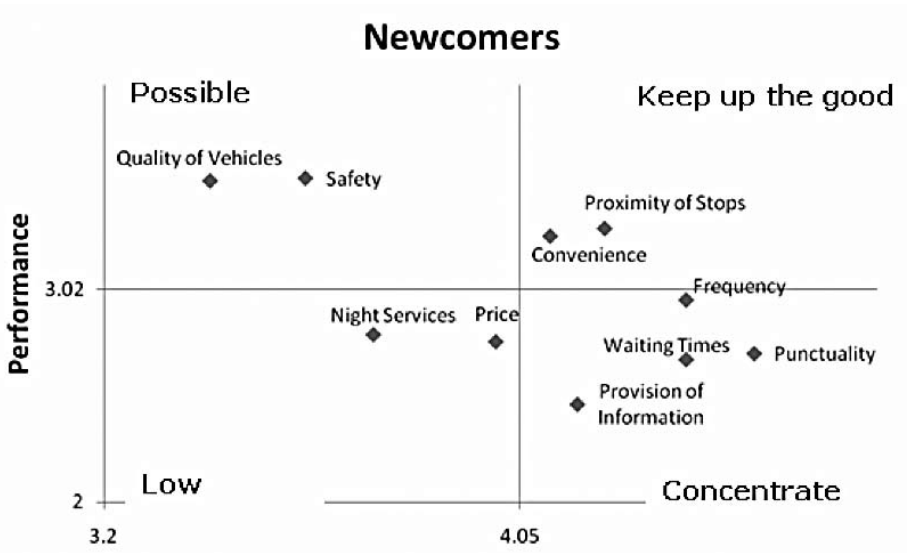 Newcomers
Possible
Keep up the good
Quality of Vehicles
Safety
Proximity of Stops
Convenience
Performance
3.02
Frequency
Night Services
Price
Waiting Times
Punctuality
Provision of
Information
Low
Concentrate
2
3.2
4.05